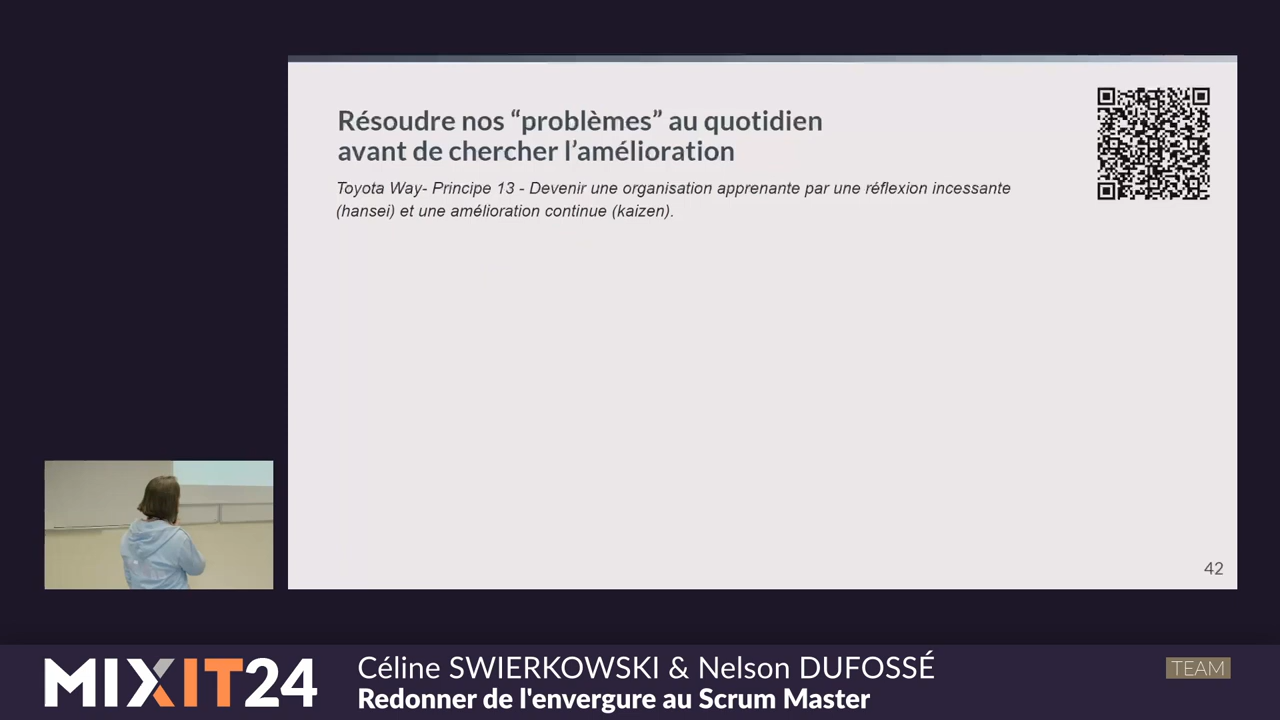 Résoudre nos “problèmes” au quotidien
avant de chercher l’amélioration
Toyota Way- Principe 13 - Devenir une organisation apprenante par une réflexion incessante
(hansei) et une amélioration continue (kaizen).
42
MIXIT24
Céline SWIERKOWSKI & Nelson DUFOSSÉ
Redonner de l'envergure au Scrum Master
TEAM